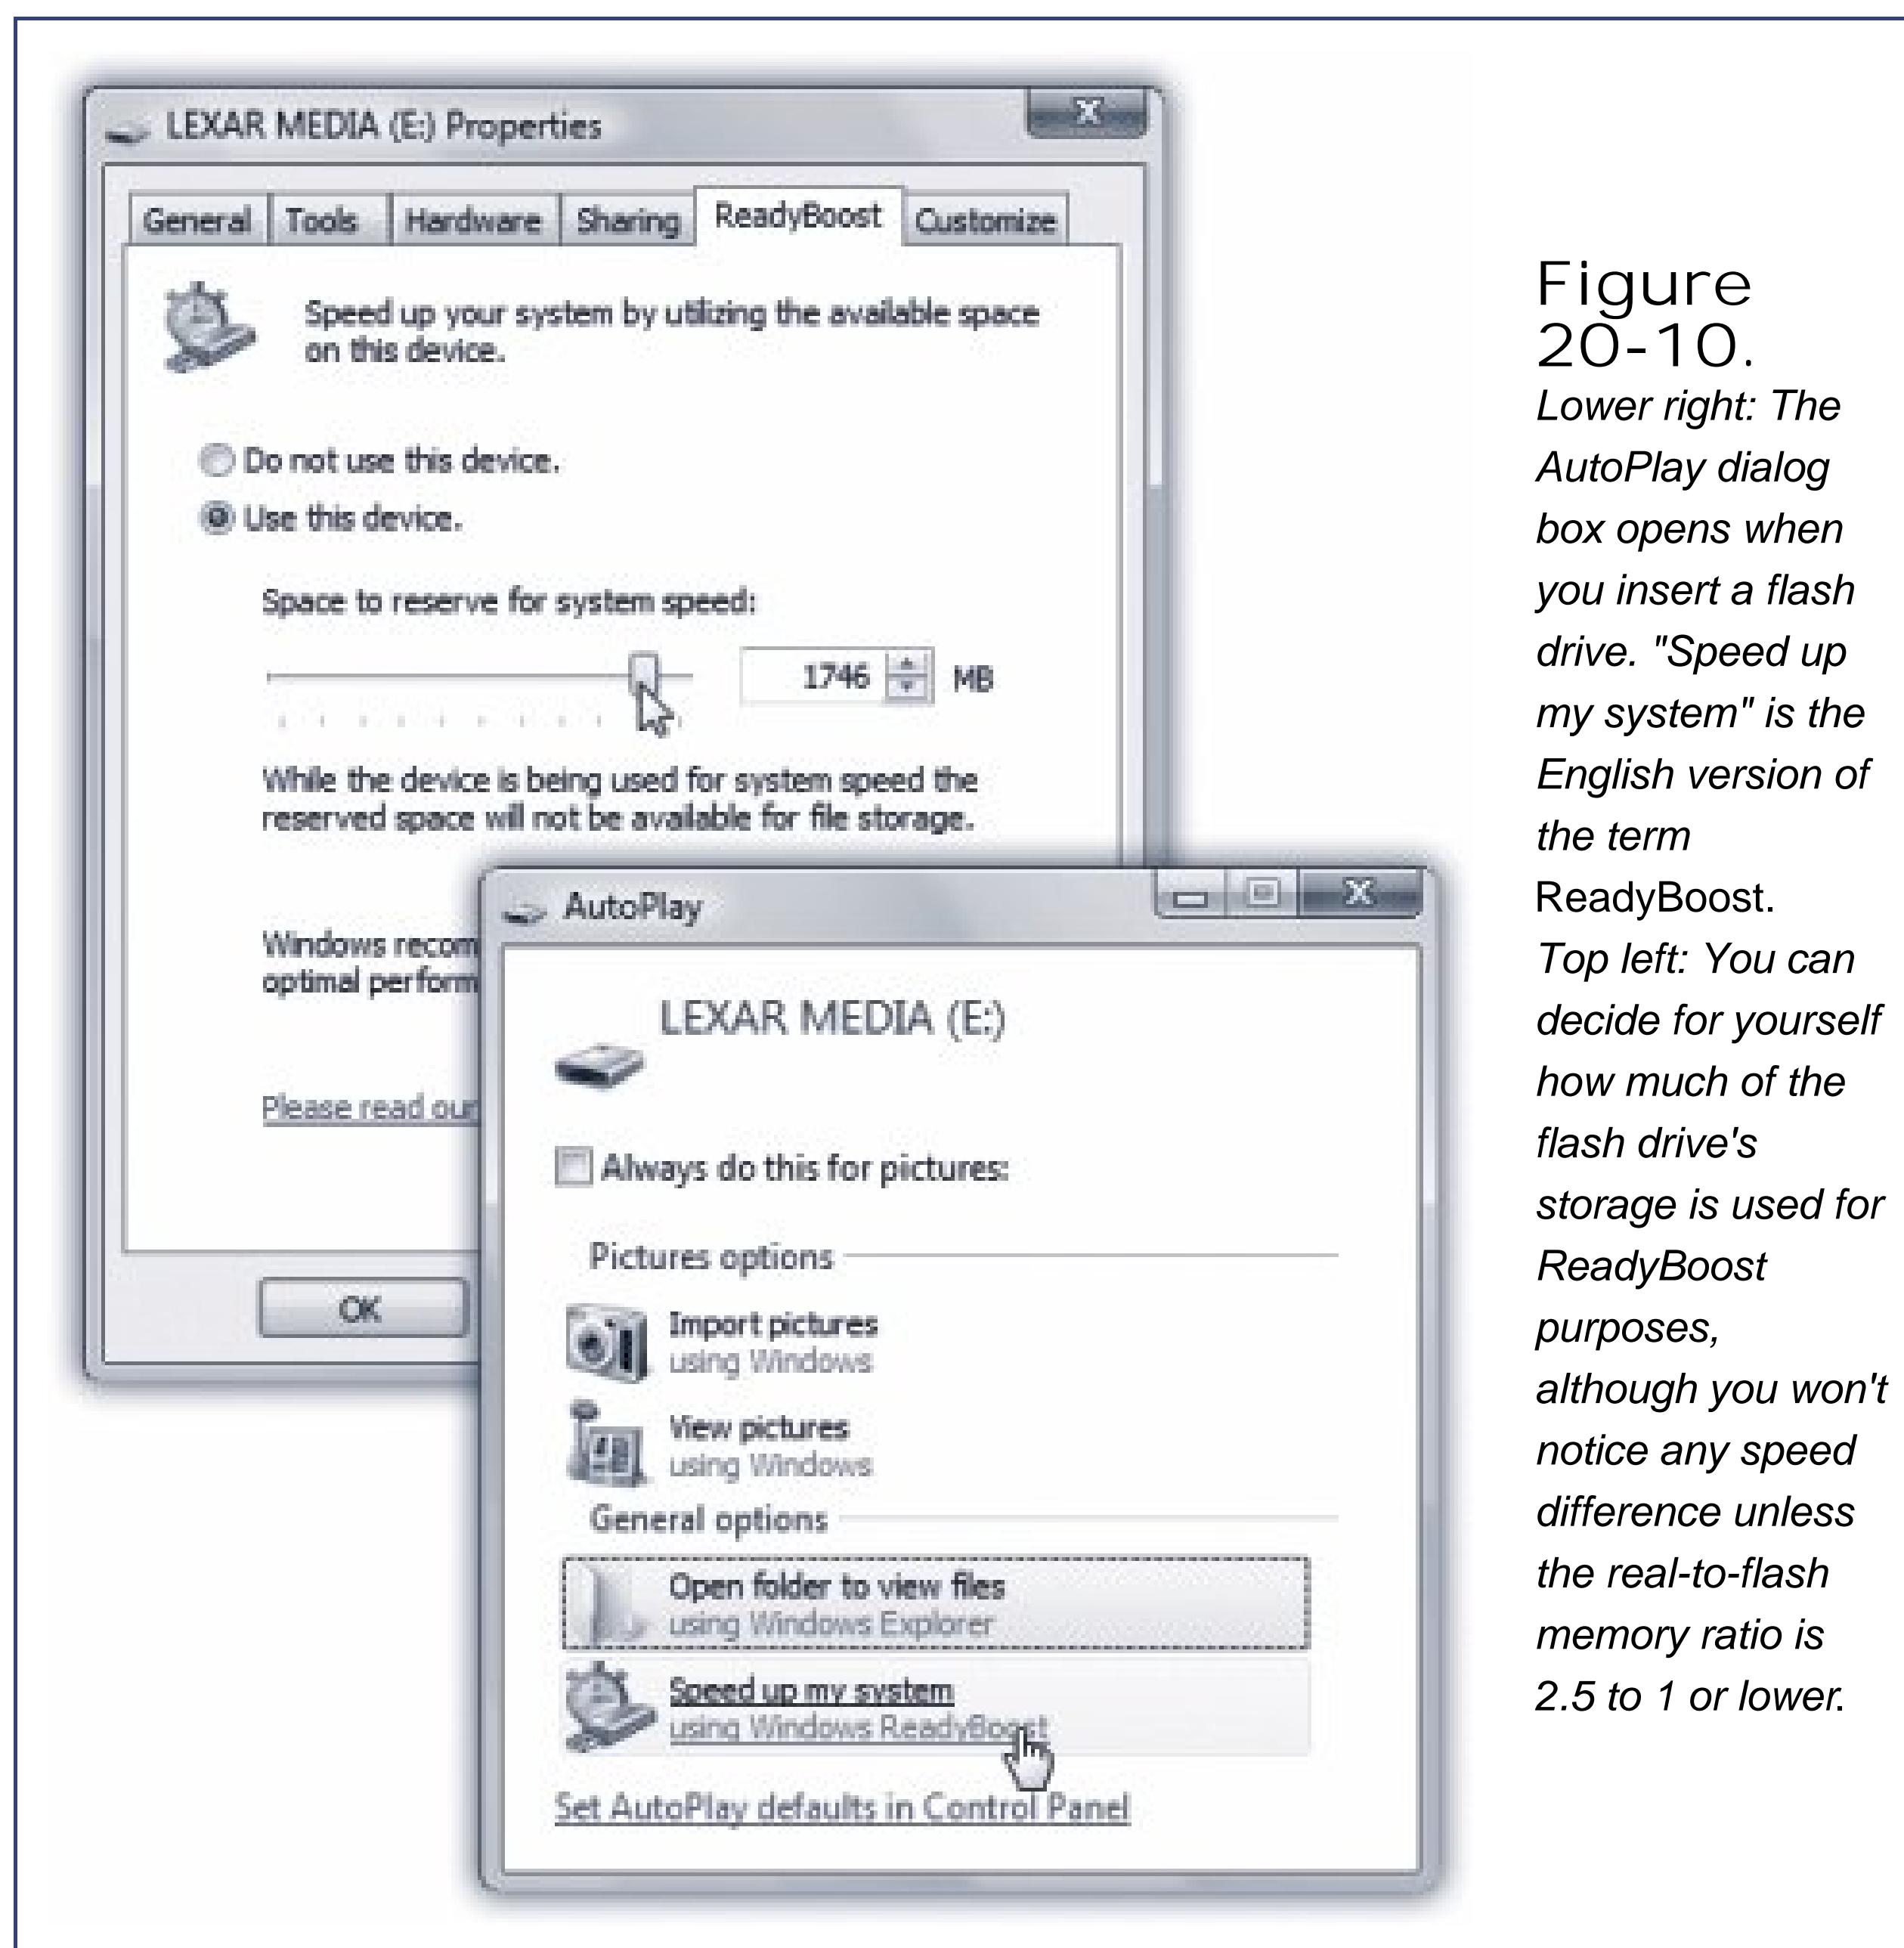 LEXAR MEDIA (E:) Properties
General Tools Hardware Sharing ReadyBoost Customize
Speed up your system by utilizing the available space
on this device.
Do not use this device.
Use this device.
Space to reserve for system speed:
1746 MB
While the device is being used for system speed the
reserved space will not be available for file storage.
Windows recom
optimal perform
Please read our
OK
AutoPlay
LEXAR MEDIA (E:)
Always do this for pictures:
Pictures options
Import pictures
using Windows
View pictures
using Windows
General options
Open folder to view files
using Windows Explorer
Speed up my system
using Windows ReadyBoost
Set AutoPlay defaults in Control Panel
Figure
20-10.
Lower right: The
AutoPlay dialog
box opens when
you insert a flash
drive. "Speed up
my system" is the
English version of
the term
ReadyBoost.
Top left: You can
decide for yourself
how much of the
flash drive's
storage is used for
ReadyBoost
purposes,
although you won't
notice any speed
difference unless
the real-to-flash
memory ratio is
2.5 to 1 or lower.